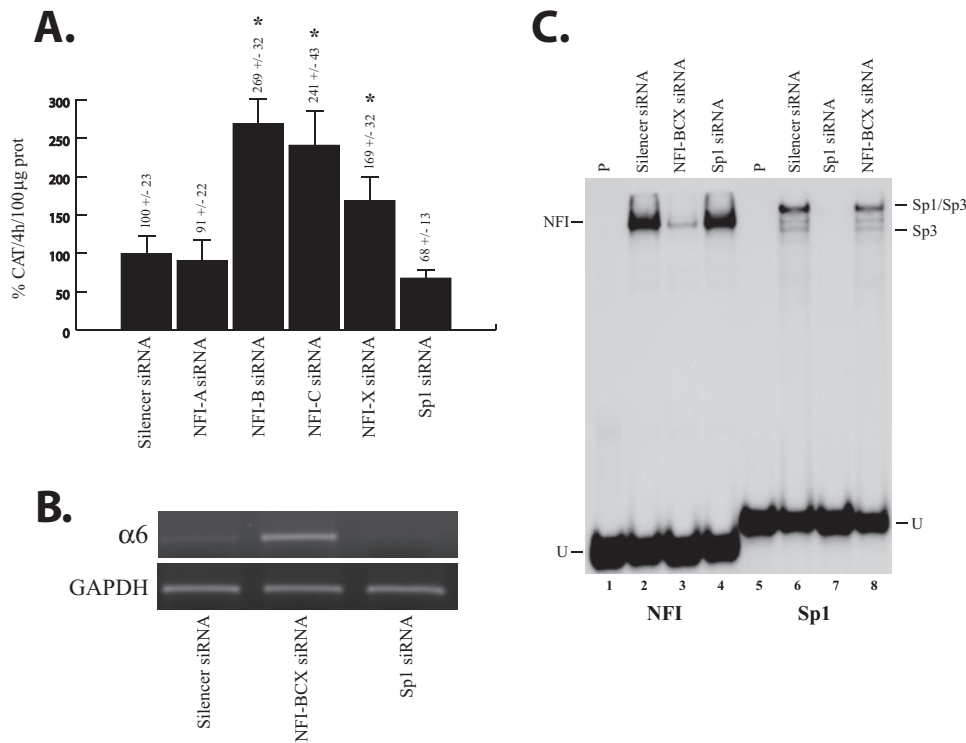 A.
% CAT/4h/100µg prot
300
250
200
150
100
50
0
100 +/- 23
91 +/- 22
269 +/- 32 *
241 +/- 43 *
169 +/- 32 *
68 +/- 13
Silencer siRNA
NFI-A siRNA
NFI-B siRNA
NFI-C siRNA
NFI-X siRNA
Sp1 siRNA
B.
α6
GAPDH
Silencer siRNA
NFI-BCX siRNA
Sp1 siRNA
C.
P
Silencer siRNA
NFI-BCX siRNA
Sp1 siRNA
P
Silencer siRNA
Sp1 siRNA
NFI-BCX siRNA
NFI
Sp1/Sp3
Sp3
U
U
1 2 3 4 5 6 7 8
NFI Sp1